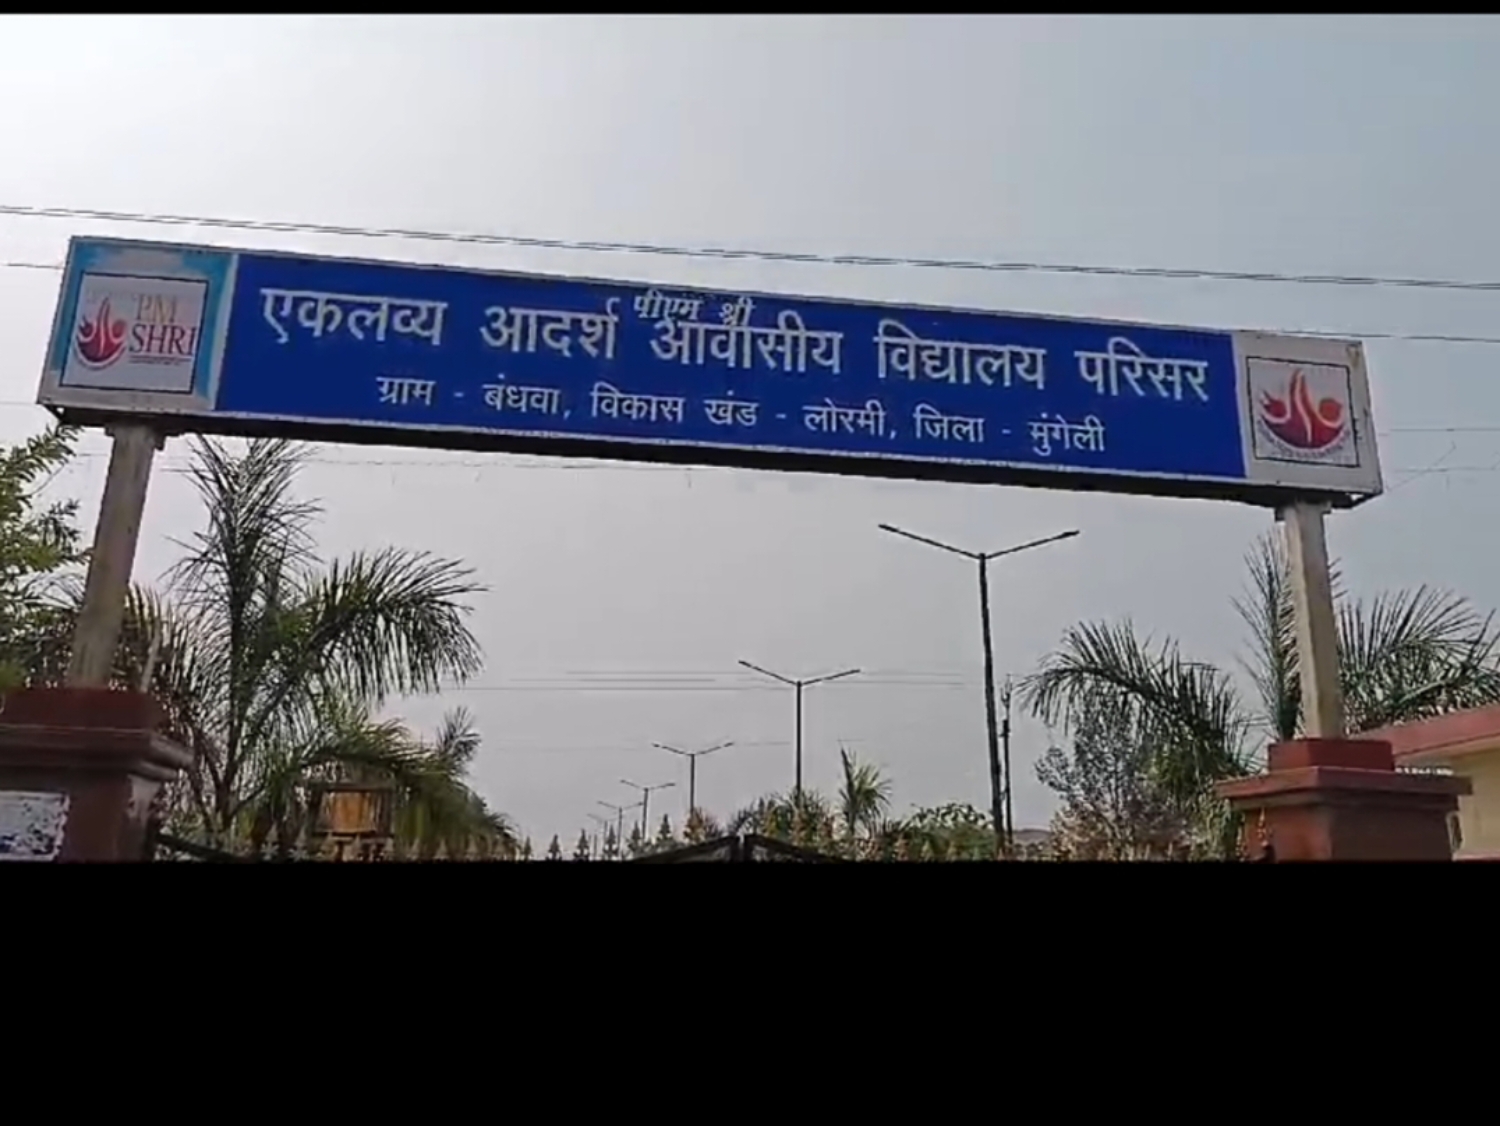 PM
SHRI
पीएम श्री
एकलव्य आदर्श आवासीय विद्यालय परिसर
ग्राम - बंधवा, विकास खंड - लोरमी, जिला - मुंगेली